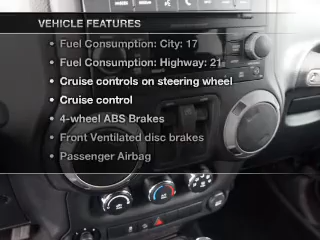 VEHICLE FEATURES
• Fuel Consumption: City: 17
• Fuel Consumption: Highway: 21
• Cruise controls on steering wheel
• Cruise control
• 4-wheel ABS Brakes
• Front Ventilated disc brakes
• Passenger Airbag